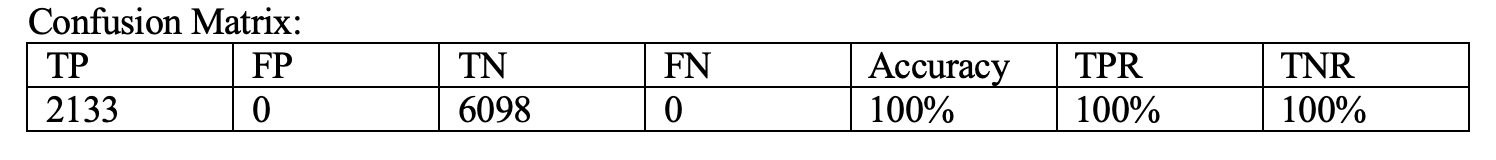 Confusion Matrix:
TP FP TN FN Accuracy TPR TNR
2133 0 6098 0 100% 100% 100%